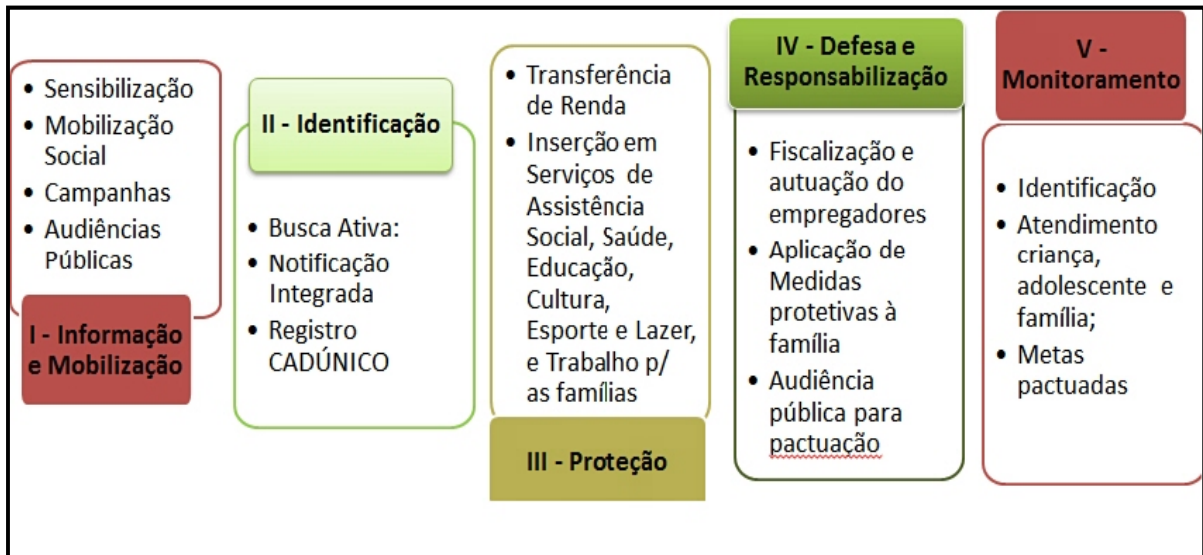 • Sensibilização
• Mobilização
Social
• Campanhas
• Audiências
Públicas
I - Informação
e Mobilização
II - Identificação
• Busca Ativa:
• Notificação
Integrada
• Registro
CADÚNICO
• Transferência
de Renda
• Inserção em
Serviços de
Assistência
Social, Saúde,
Educação,
Cultura,
Esporte e Lazer,
e Trabalho p/
as famílias
III - Proteção
IV - Defesa e
Responsabilização
• Fiscalização e
autuação do
empregadores
• Aplicação de
Medidas
protetivas à
família
• Audiência
pública para
pactuação
V -
Monitoramento
• Identificação
• Atendimento
criança,
adolescente e
família;
• Metas
pactuadas